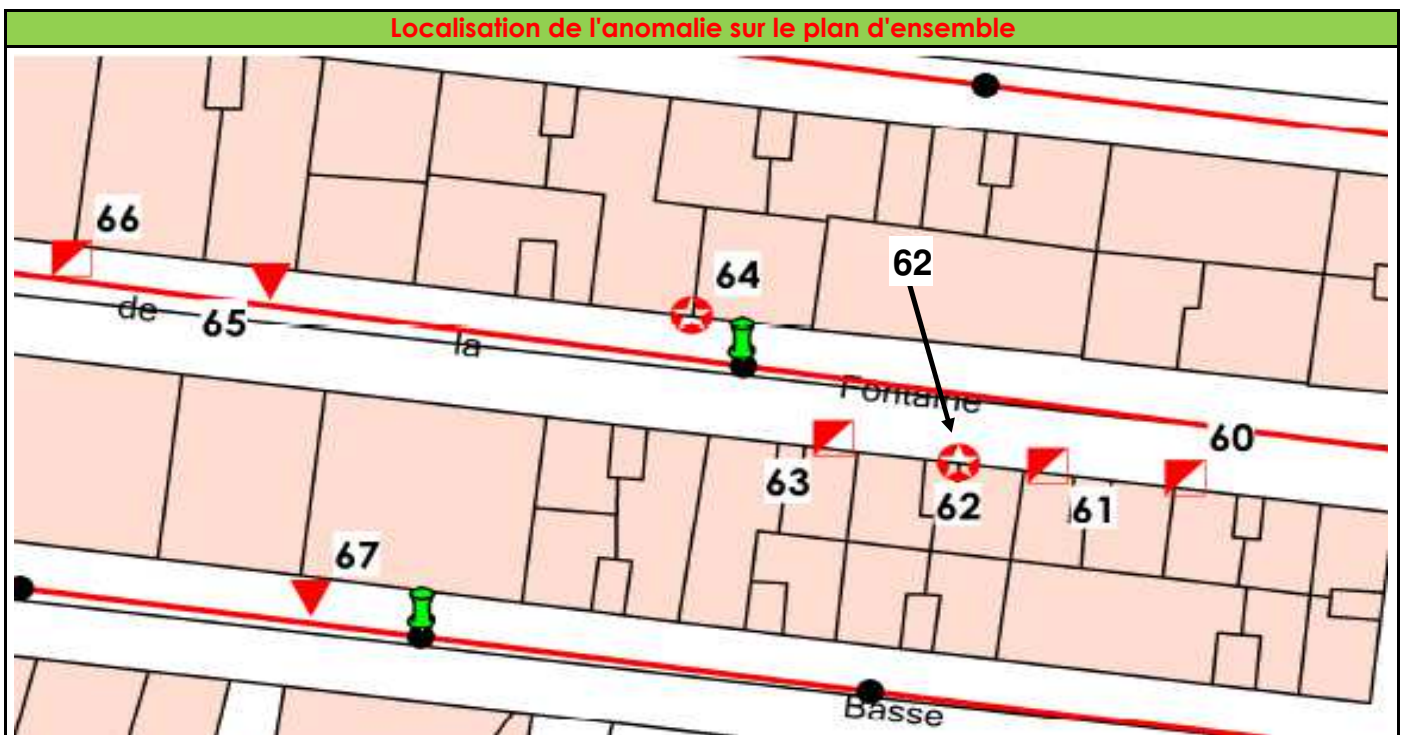 Localisation de l'anomalie sur le plan d'ensemble
66
64
62
de
65
la
Fontaine
60
63
62
61
67
Basse